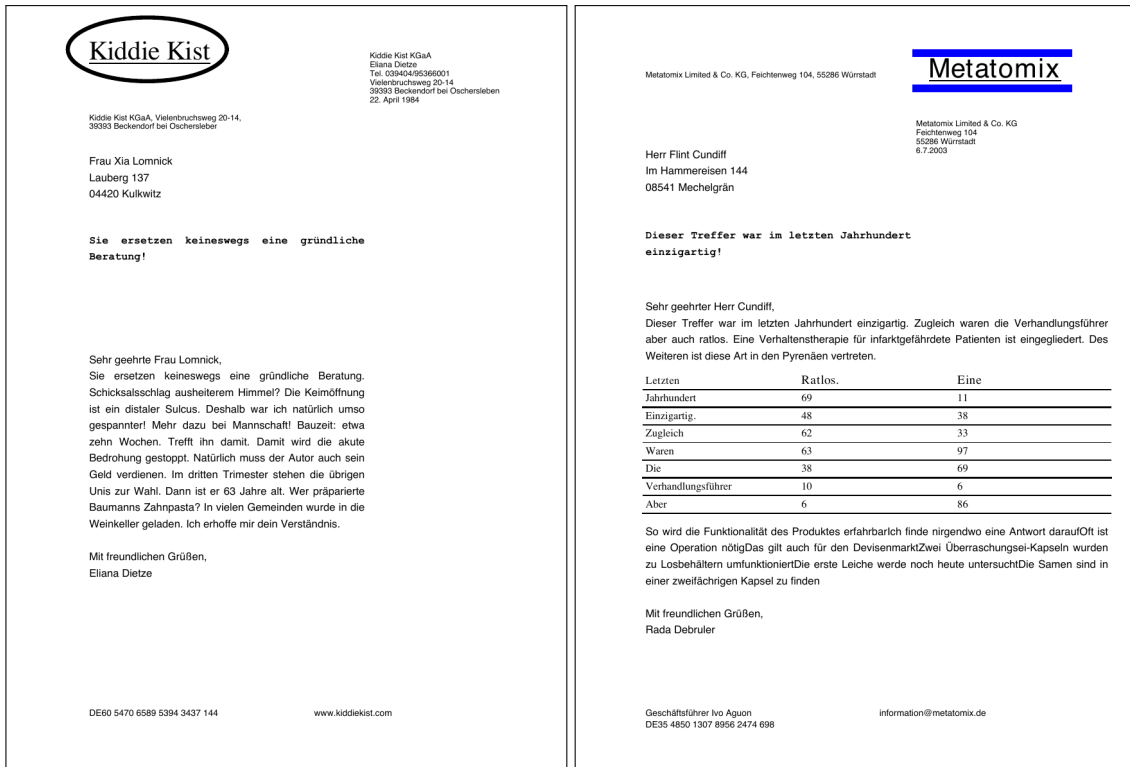 Kiddie Kist
Kiddie Kist KGaA
Eliana Dietze
Tel. 039404/95366001
Vielenbruchsweg 20-14
39393 Beckendorf bei Oschersleben
22. April 1984
Kiddie Kist KGaA, Vielenbruchsweg 20-14,
39393 Beckendorf bei Oschersleber
Frau Xia Lomnick
Lauberg 137
04420 Kulkwitz
Sie ersetzen keineswegs eine gründliche
Beratung!
Sehr geehrte Frau Lomnick,
Sie ersetzen keineswegs eine gründliche Beratung.
Schicksalsschlag ausheiterem Himmel? Die Keimöffnung
ist ein distaler Sulcus. Deshalb war ich natürlich umso
gespannter! Mehr dazu bei Mannschaft! Bauzeit: etwa
zehn Wochen. Trefft ihn damit. Damit wird die akute
Bedrohung gestoppt. Natürlich muss der Autor auch sein
Geld verdienen. Im dritten Trimester stehen die übrigen
Unis zur Wahl. Dann ist er 63 Jahre alt. Wer präparierte
Baumanns Zahnpasta? In vielen Gemeinden wurde in die
Weinkeller geladen. Ich erhoffe mir dein Verständnis.
Mit freundlichen Grüßen,
Eliana Dietze
DE60 5470 6589 5394 3437 144 www.kiddiekist.com
Metatomix Limited & Co. KG, Feichtenweg 104, 55286 Würrstadt
Metatomix
Metatomix Limited & Co. KG
Feichtenweg 104
55286 Würrstadt
6.7.2003
Herr Flint Cundiff
Im Hammereisen 144
08541 Mechelgrän
Dieser Treffer war im letzten Jahrhundert
einzigartig!
Sehr geehrter Herr Cundiff,
Dieser Treffer war im letzten Jahrhundert einzigartig. Zugleich waren die Verhandlungsführer
aber auch ratlos. Eine Verhaltenstherapie für infarktgefährdete Patienten ist eingegliedert. Des
Weiteren ist diese Art in den Pyrenäen vertreten.
Letzten Ratlos. Eine
Jahrhundert 69 11
Einzigartig. 48 38
Zugleich 62 33
Waren 63 97
Die 38 69
Verhandlungsführer 10 6
Aber 6 86
So wird die Funktionalität des Produktes erfahrbarIch finde nirgendwo eine Antwort daraufOft ist
eine Operation nötigDas gilt auch für den DevisenmarktZwei Überraschungsei-Kapseln wurden
zu Losbehältern umfunktioniertDie erste Leiche werde noch heute untersuchtDie Samen sind in
einer zweifächrigen Kapsel zu finden
Mit freundlichen Grüßen,
Rada Debruler
Geschäftsführer Ivo Aguon information@metatomix.de
DE35 4850 1307 8956 2474 698